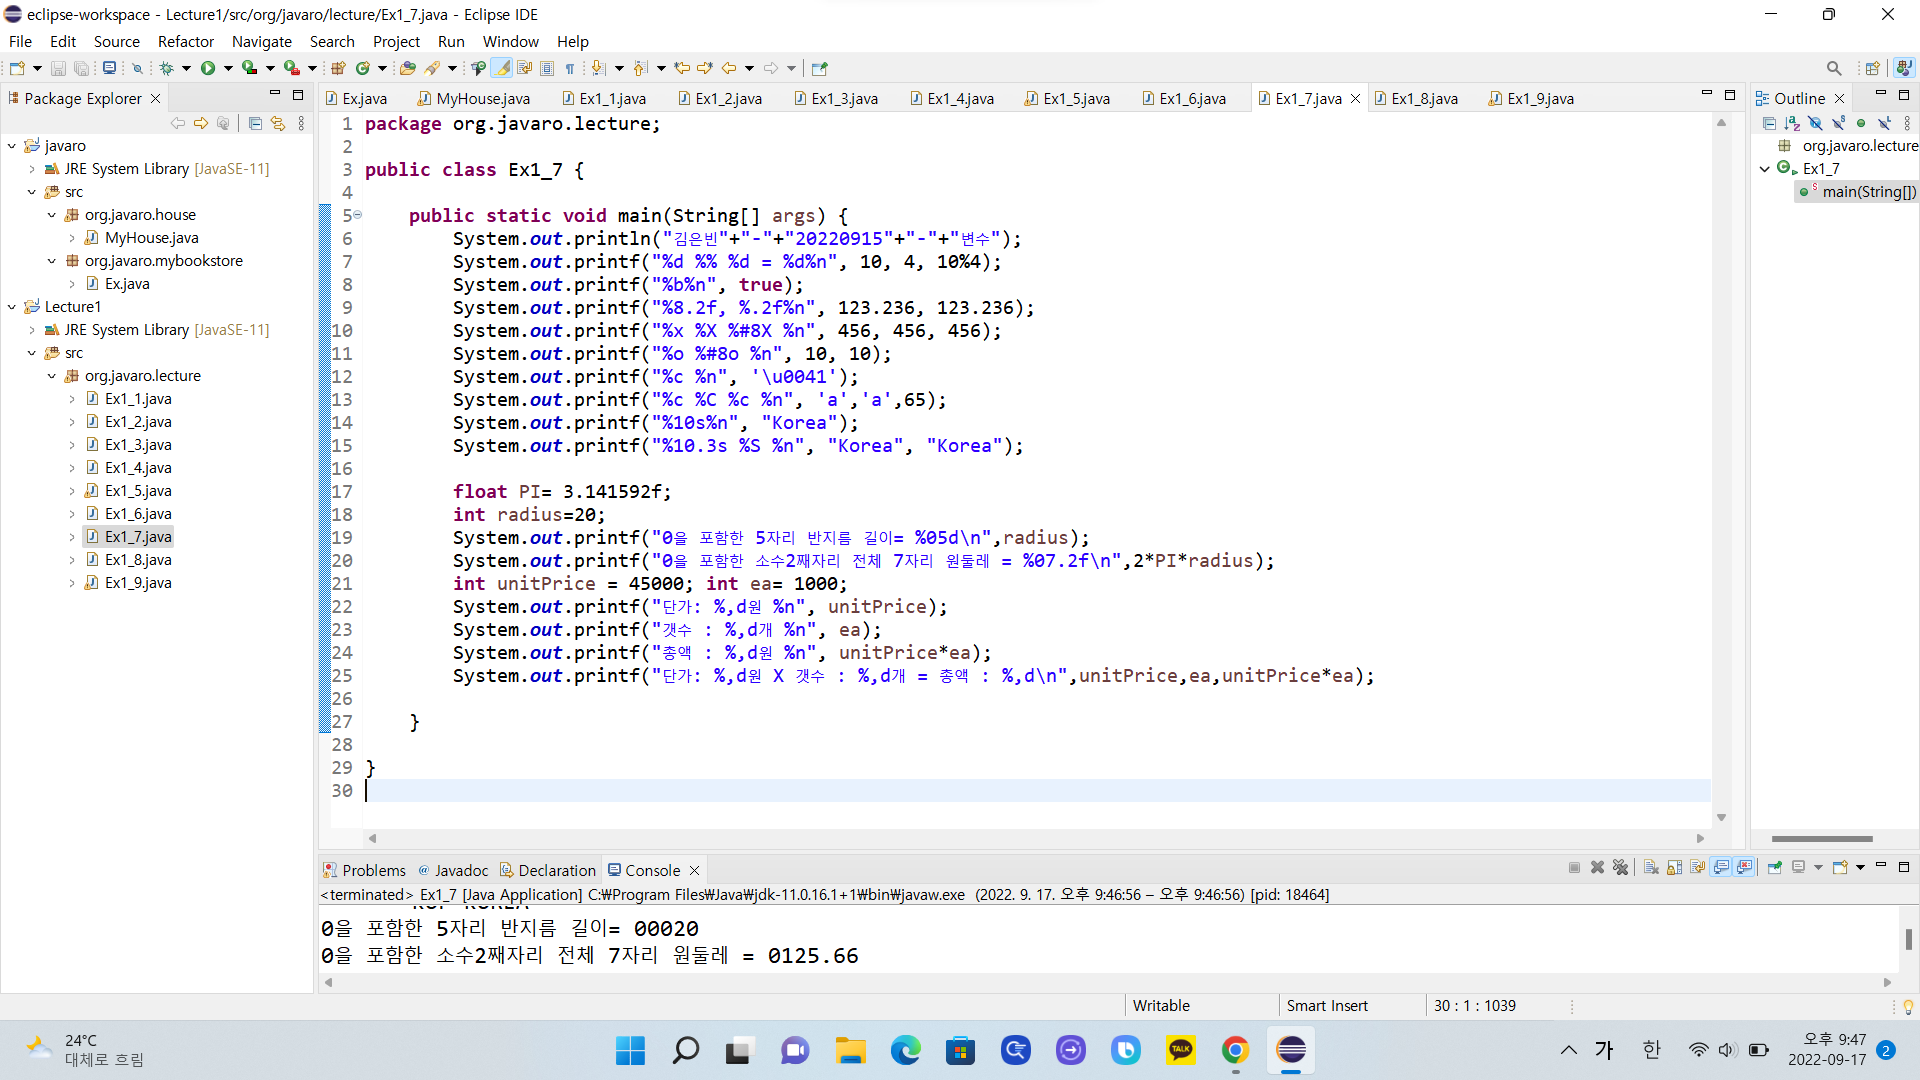 eclipse-workspace - Lecture1/src/org/javaro/lecture/Ex1_7.java - Eclipse IDE
File Edit Source Refactor Navigate Search Project Run Window Help
Package Explorer
Ex.java MyHouse.java Ex1_1.java Ex1_2.java Ex1_3.java Ex1_4.java Ex1_5.java Ex1_6.java Ex1_7.java Ex1_8.java Ex1_9.java
Outline
javaro
JRE System Library [JavaSE-11]
src
org.javaro.house
MyHouse.java
org.javaro.mybookstore
Ex.java
Lecture1
JRE System Library [JavaSE-11]
src
org.javaro.lecture
Ex1_1.java
Ex1_2.java
Ex1_3.java
Ex1_4.java
Ex1_5.java
Ex1_6.java
Ex1_7.java
Ex1_8.java
Ex1_9.java
1 package org.javaro.lecture;
2
3 public class Ex1_7 {
4
5 public static void main(String[] args) {
6 System.out.println("김은빈"+"-"+"20220915"+"-"+"변수");
7 System.out.printf("%d %% %d = %d%n", 10, 4, 10%4);
8 System.out.printf("%b%n", true);
9 System.out.printf("%8.2f, %.2f%n", 123.236, 123.236);
10 System.out.printf("%x %X %#8X %n", 456, 456, 456);
11 System.out.printf("%o %#8o %n", 10, 10);
12 System.out.printf("%c %n", '\u0041');
13 System.out.printf("%c %C %c %n", 'a','a',65);
14 System.out.printf("%10s%n", "Korea");
15 System.out.printf("%10.3s %S %n", "Korea", "Korea");
16
17 float PI= 3.141592f;
18 int radius=20;
19 System.out.printf("0을 포함한 5자리 반지름 길이= %05d\n",radius);
20 System.out.printf("0을 포함한 소수2째자리 전체 7자리 원둘레 = %07.2f\n",2*PI*radius);
21 int unitPrice = 45000; int ea= 1000;
22 System.out.printf("단가: %,d원 %n", unitPrice);
23 System.out.printf("갯수 : %,d개 %n", ea);
24 System.out.printf("총액 : %,d원 %n", unitPrice*ea);
25 System.out.printf("단가: %,d원 X 갯수 : %,d개 = 총액 : %,d\n",unitPrice,ea,unitPrice*ea);
26
27 }
28
29 }
30
org.javaro.lecture
Ex1_7
main(String[])
Problems @ Javadoc Declaration Console
<terminated> Ex1_7 [Java Application] C:₩Program Files₩Java₩jdk-11.0.16.1+1₩bin₩javaw.exe (2022. 9. 17. 오후 9:46:56 – 오후 9:46:56) [pid: 18464]
0을 포함한 5자리 반지름 길이= 00020
0을 포함한 소수2째자리 전체 7자리 원둘레 = 0125.66
Writable Smart Insert 30 : 1 : 1039
24°C
대체로 흐림
TALK
가 한
오후 9:47
2022-09-17
2